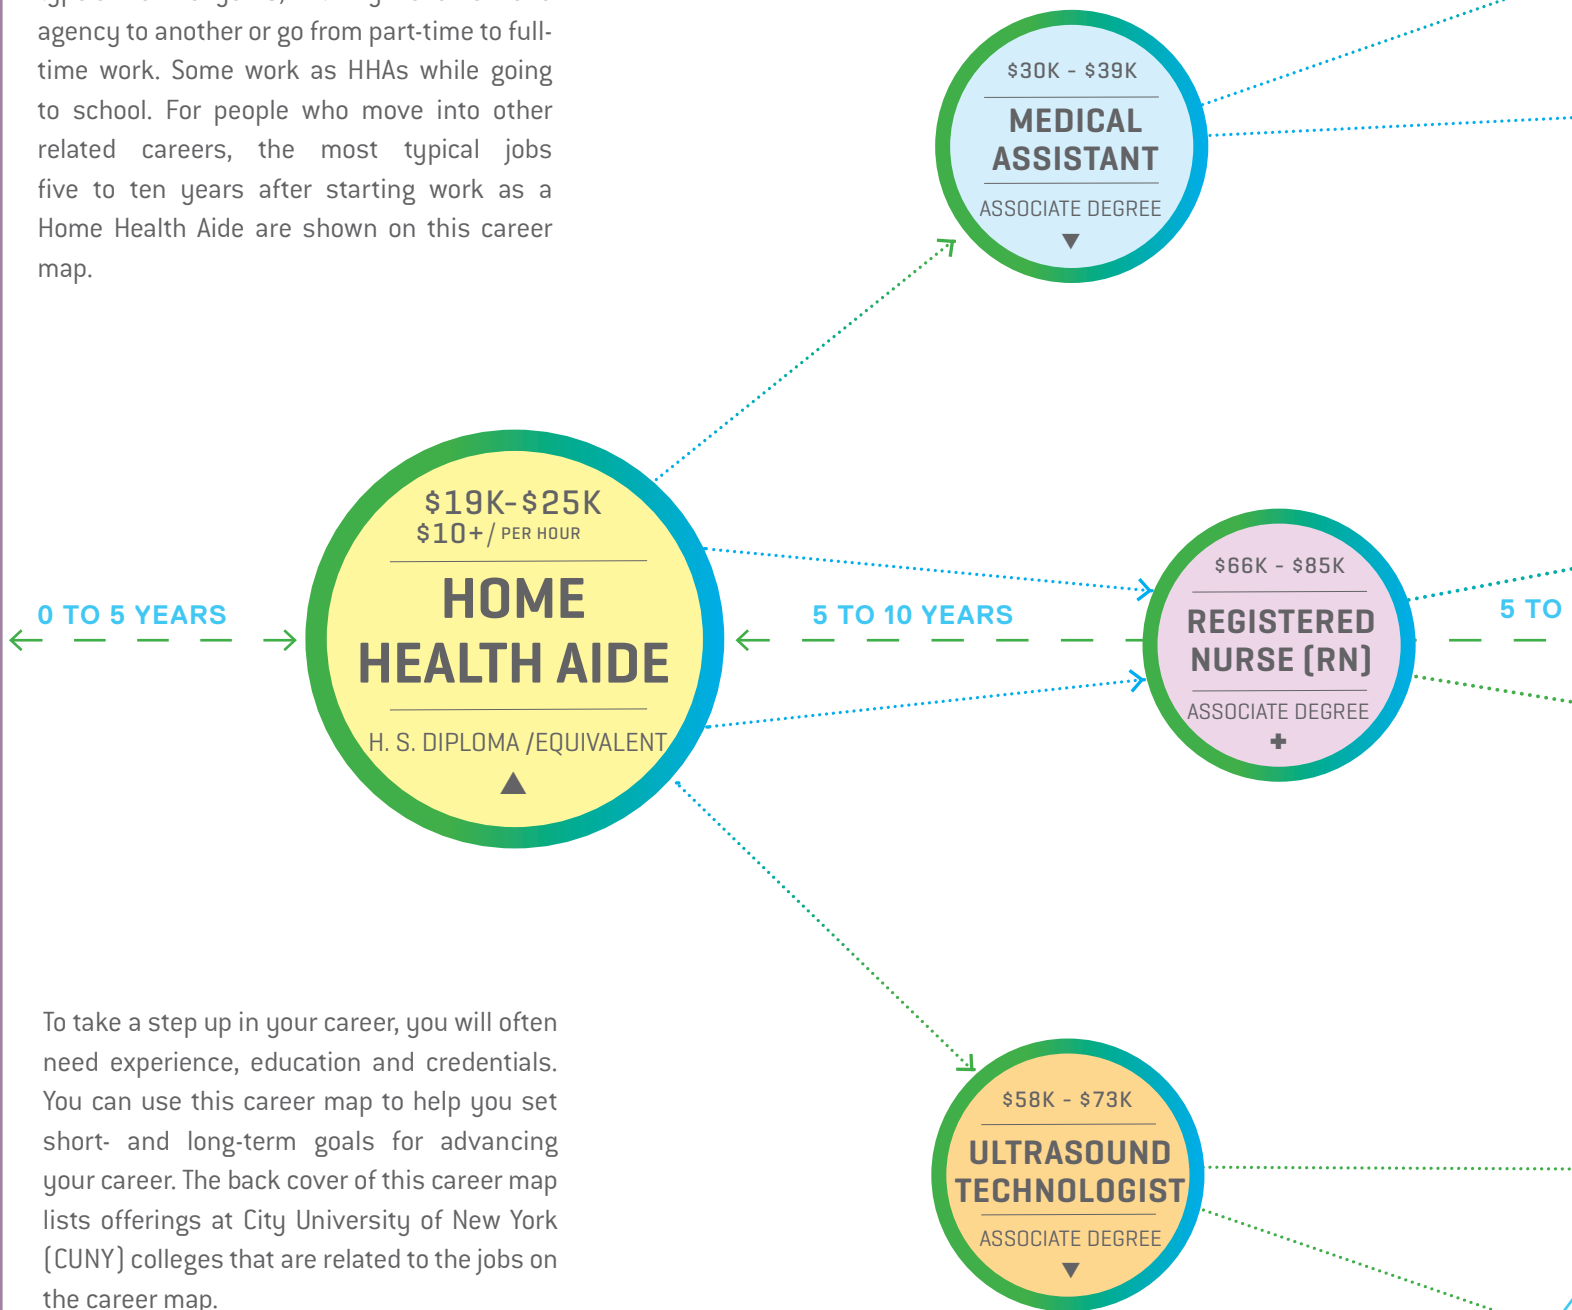 agency to another or go from part-time to full-
time work. Some work as HHAs while going
to school. For people who move into other
related careers, the most typical jobs
five to ten years after starting work as a
Home Health Aide are shown on this career
map.
$30K - $39K
MEDICAL
ASSISTANT
ASSOCIATE DEGREE
0 TO 5 YEARS
$19K-$25K
$10+/ PER HOUR
HOME
HEALTH AIDE
H. S. DIPLOMA /EQUIVALENT
5 TO 10 YEARS
$66K - $85K
REGISTERED
NURSE (RN)
ASSOCIATE DEGREE
5 TO
$58K - $73K
ULTRASOUND
TECHNOLOGIST
ASSOCIATE DEGREE
To take a step up in your career, you will often
need experience, education and credentials.
You can use this career map to help you set
short- and long-term goals for advancing
your career. The back cover of this career map
lists offerings at City University of New York
(CUNY) colleges that are related to the jobs on
the career map.